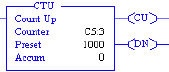 CTU
Count Up
CU
Counter C5:3
DN
Preset 1000
Accum 0